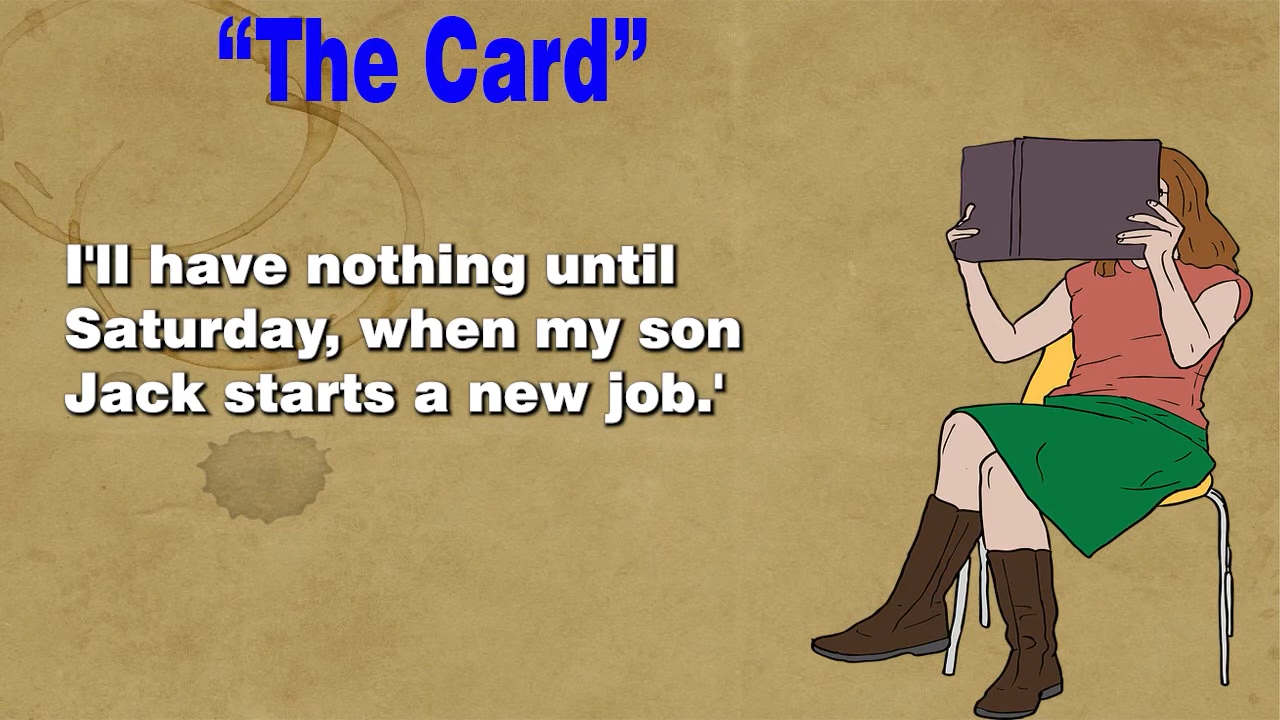 “The Card”
I'll have nothing until
Saturday, when my son
Jack starts a new job.'